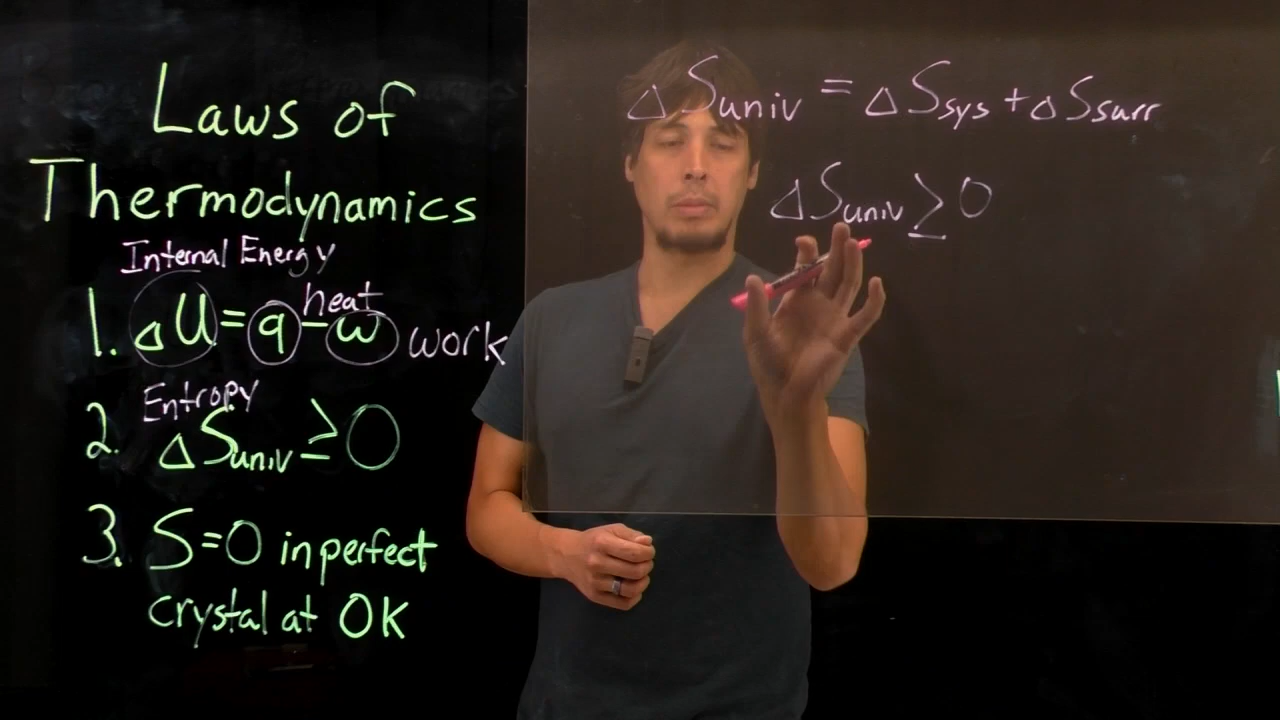 Laws of
Thermodynamics
Internal Energy
heat
1. ΔU = q - w work
Entropy
2. ΔSuniv ≥ 0
3. S=0 in perfect
crystal at 0K
ΔSuniv = ΔSsys + ΔSsurr
ΔSuniv ≥ 0